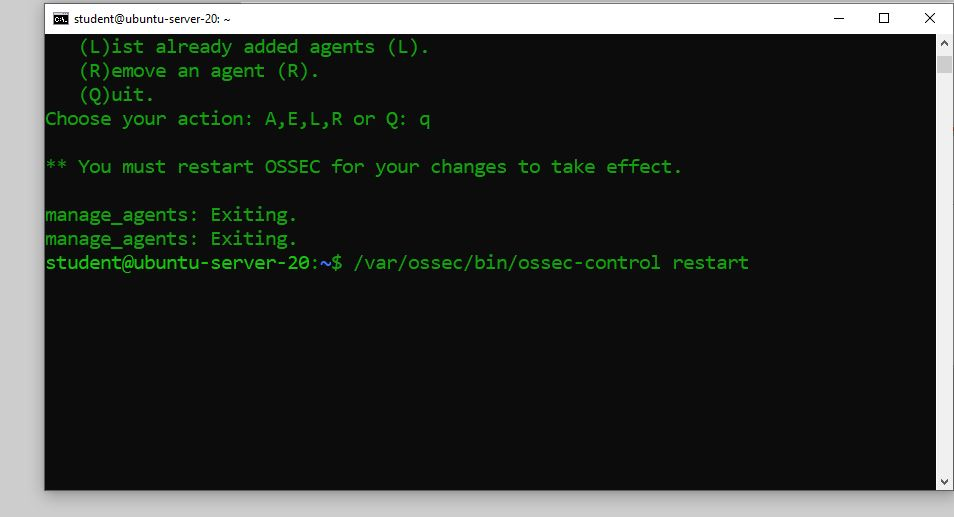 student@ubuntu-server-20: ~
(L)ist already added agents (L).
(R)emove an agent (R).
(Q)uit.
Choose your action: A,E,L,R or Q: q
** You must restart OSSEC for your changes to take effect.
manage_agents: Exiting.
manage_agents: Exiting.
student@ubuntu-server-20:~$ /var/ossec/bin/ossec-control restart